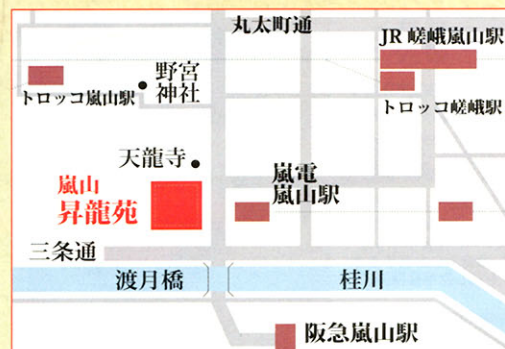 丸太町通
JR 嵯峨嵐山駅
野宮
神社
トロッコ嵐山駅
トロッコ嵯峨駅
天龍寺
嵐山
昇龍苑
嵐電
嵐山駅
三条通
渡月橋
桂川
阪急嵐山駅